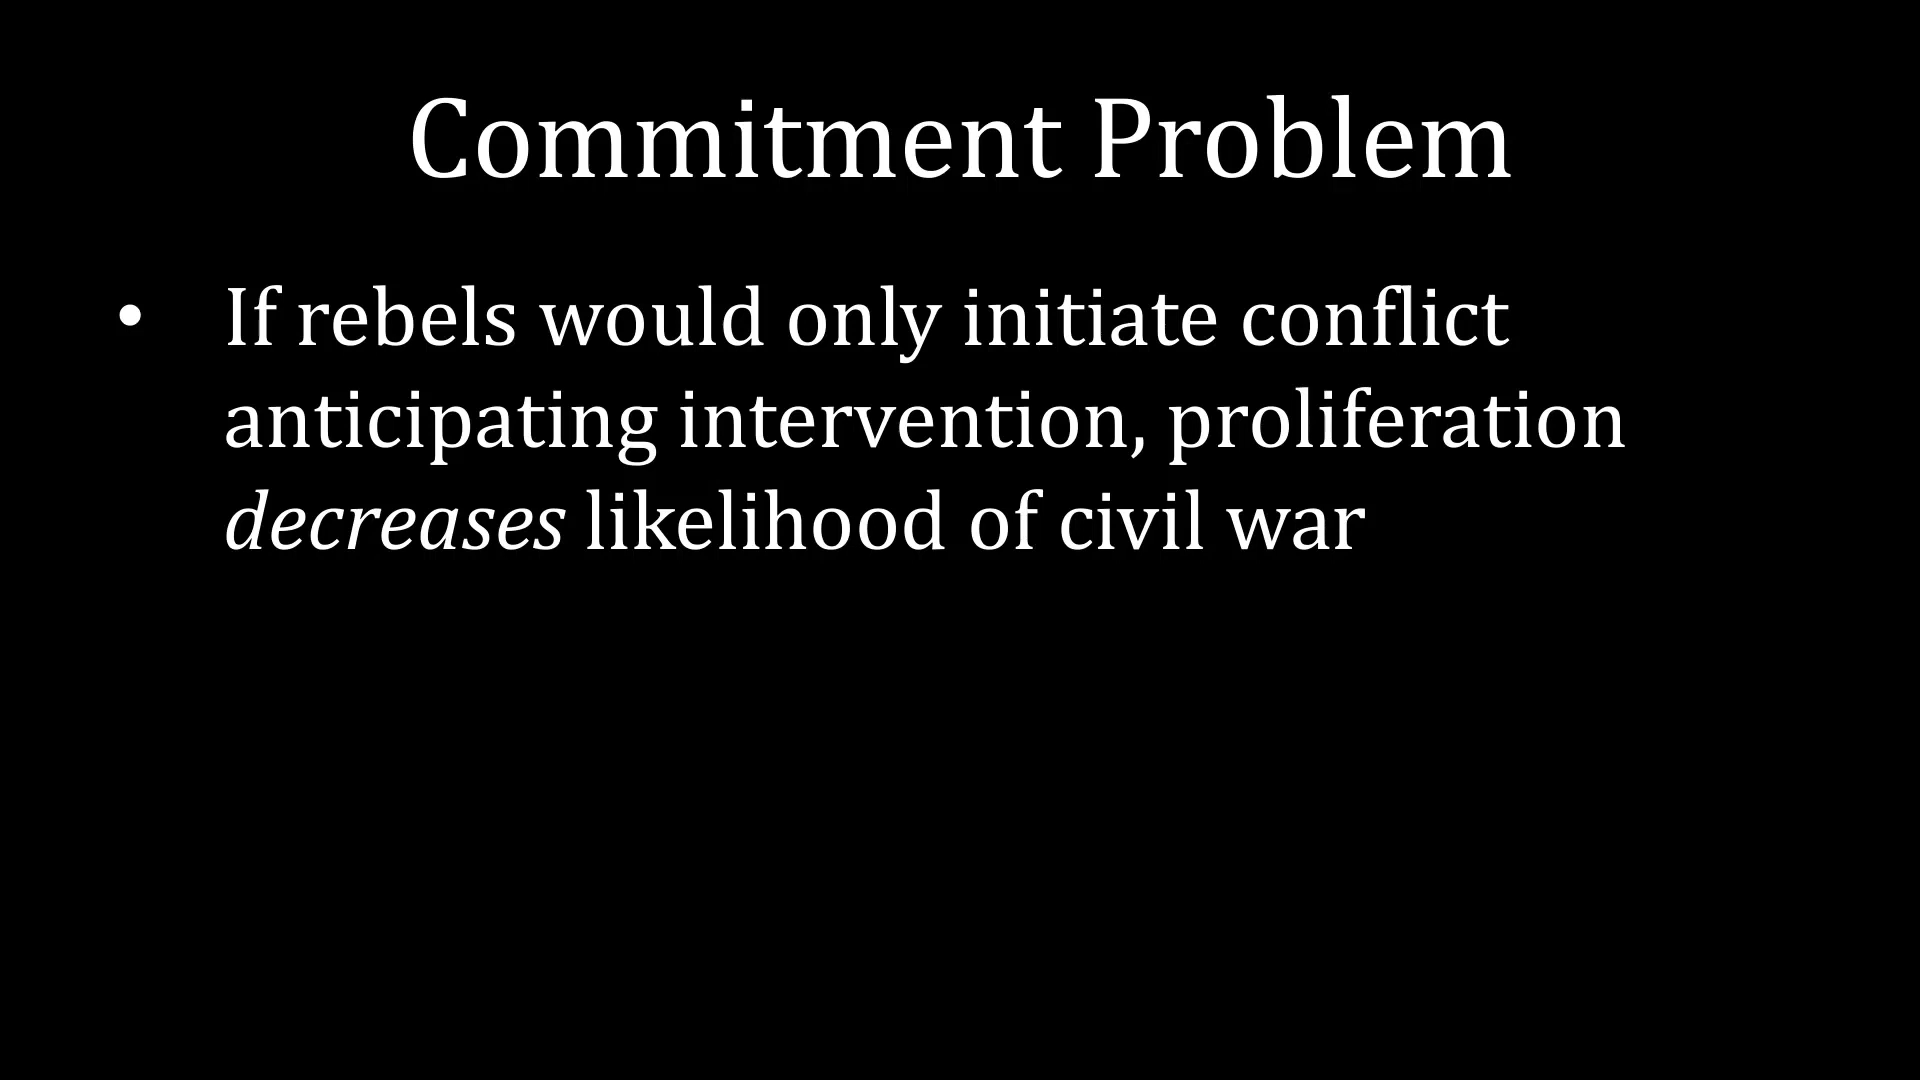 Commitment Problem
• If rebels would only initiate conflict
anticipating intervention, proliferation
decreases likelihood of civil war